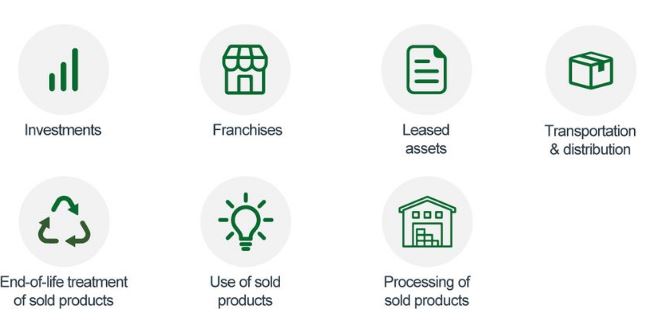 Investments
Franchises
Leased
assets
Transportation
& distribution
End-of-life treatment
of sold products
Use of sold
products
Processing of
sold products